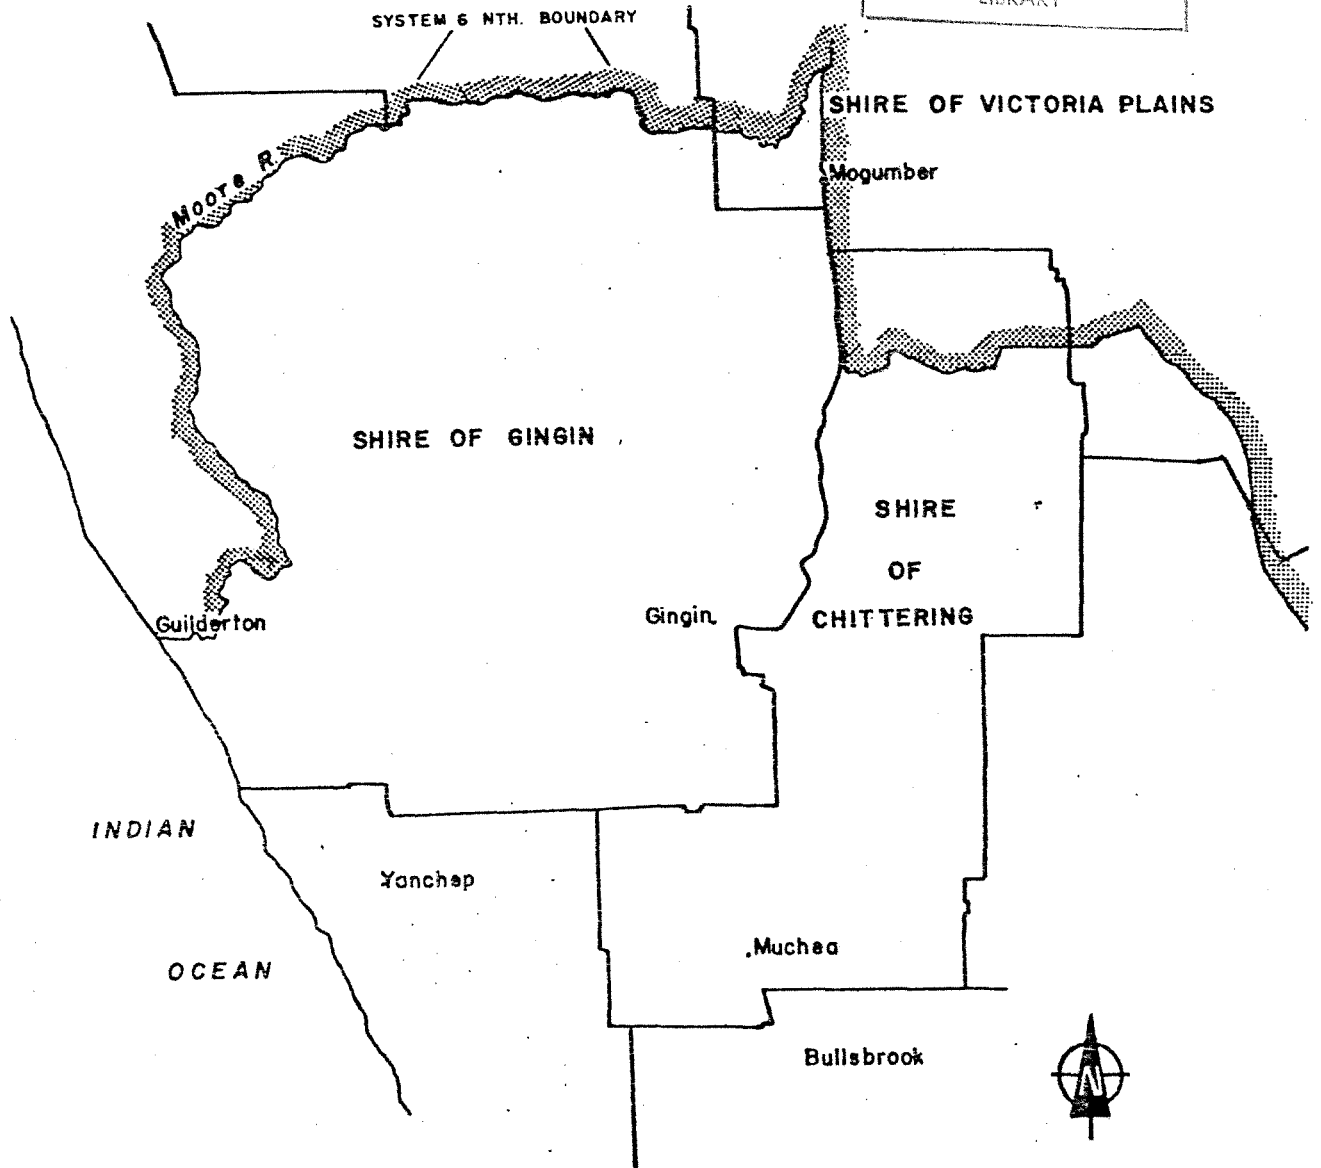 LIBRARY
SYSTEM 6 NTH. BOUNDARY
SHIRE OF VICTORIA PLAINS
Moore R.
Mogumber
SHIRE OF GINGIN
SHIRE
OF
CHITTERING
Guilderton
Gingin
INDIAN
OCEAN
Yanchep
Muchea
Bullsbrook
N